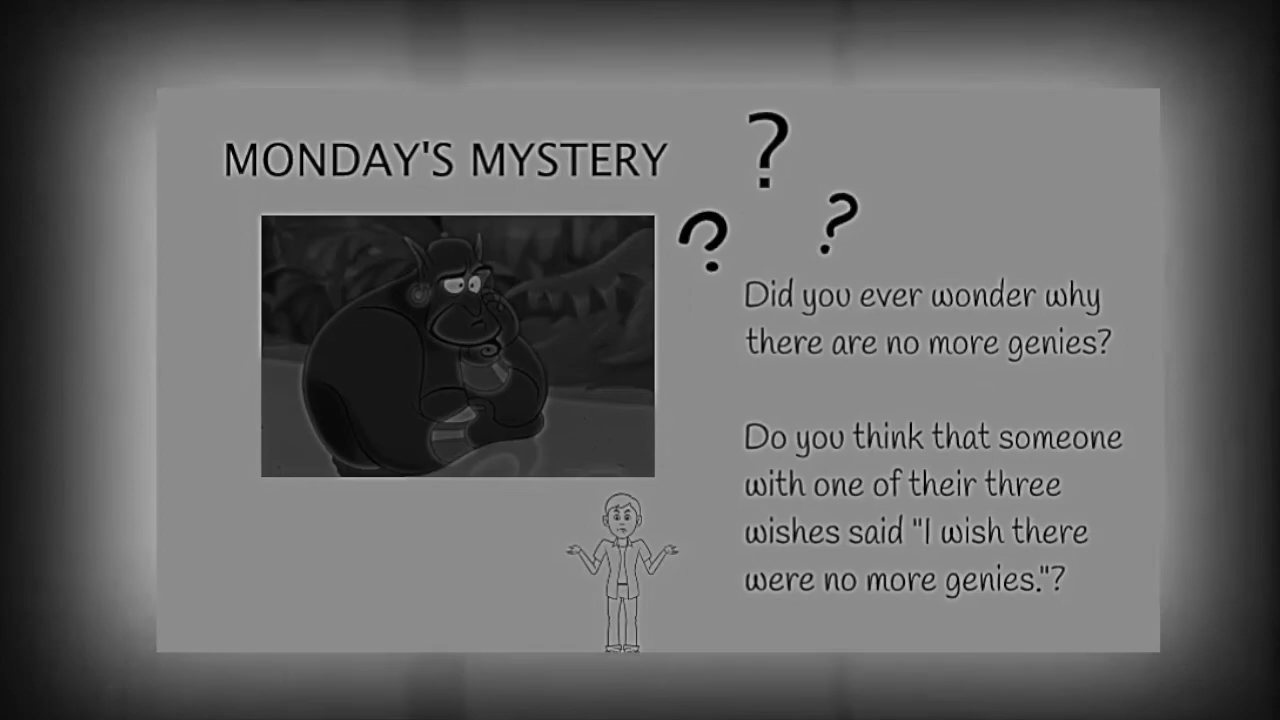 MONDAY'S MYSTERY
?
?
?
Did you ever wonder why
there are no more genies?
Do you think that someone
with one of their three
wishes said "I wish there
were no more genies."?